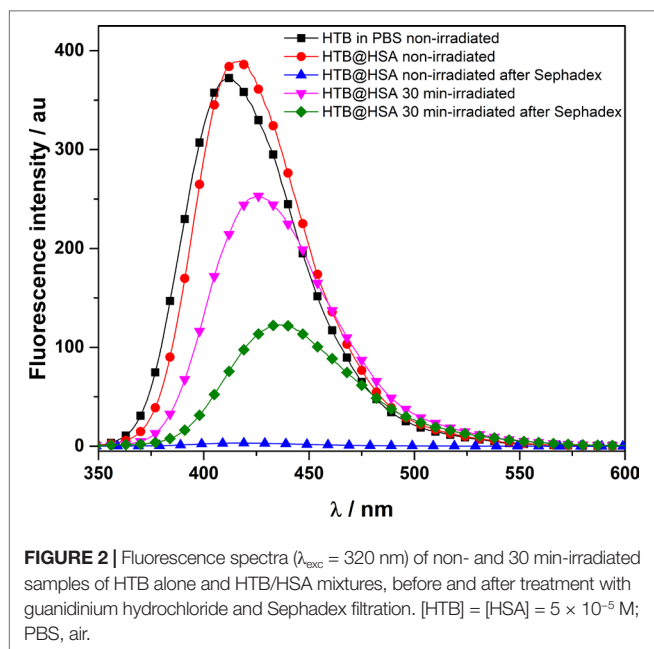 HTB in PBS non-irradiated
HTB@HSA non-irradiated
HTB@HSA non-irradiated after Sephadex
HTB@HSA 30 min-irradiated
HTB@HSA 30 min-irradiated after Sephadex
Fluorescence intensity / au
400
300
200
100
0
350 400 450 500 550 600
λ / nm
FIGURE 2 | Fluorescence spectra (λexc = 320 nm) of non- and 30 min-irradiated
samples of HTB alone and HTB/HSA mixtures, before and after treatment with
guanidinium hydrochloride and Sephadex filtration. [HTB] = [HSA] = 5 × 10⁻⁵ M;
PBS, air.